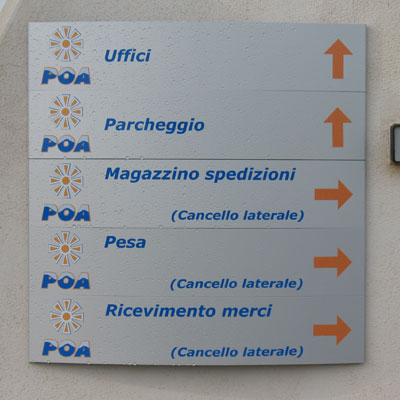 POA Uffici
POA Parcheggio
Magazzino spedizioni
POA (Cancello laterale)
Pesa
POA (Cancello laterale)
Ricevimento merci
POA (Cancello laterale)